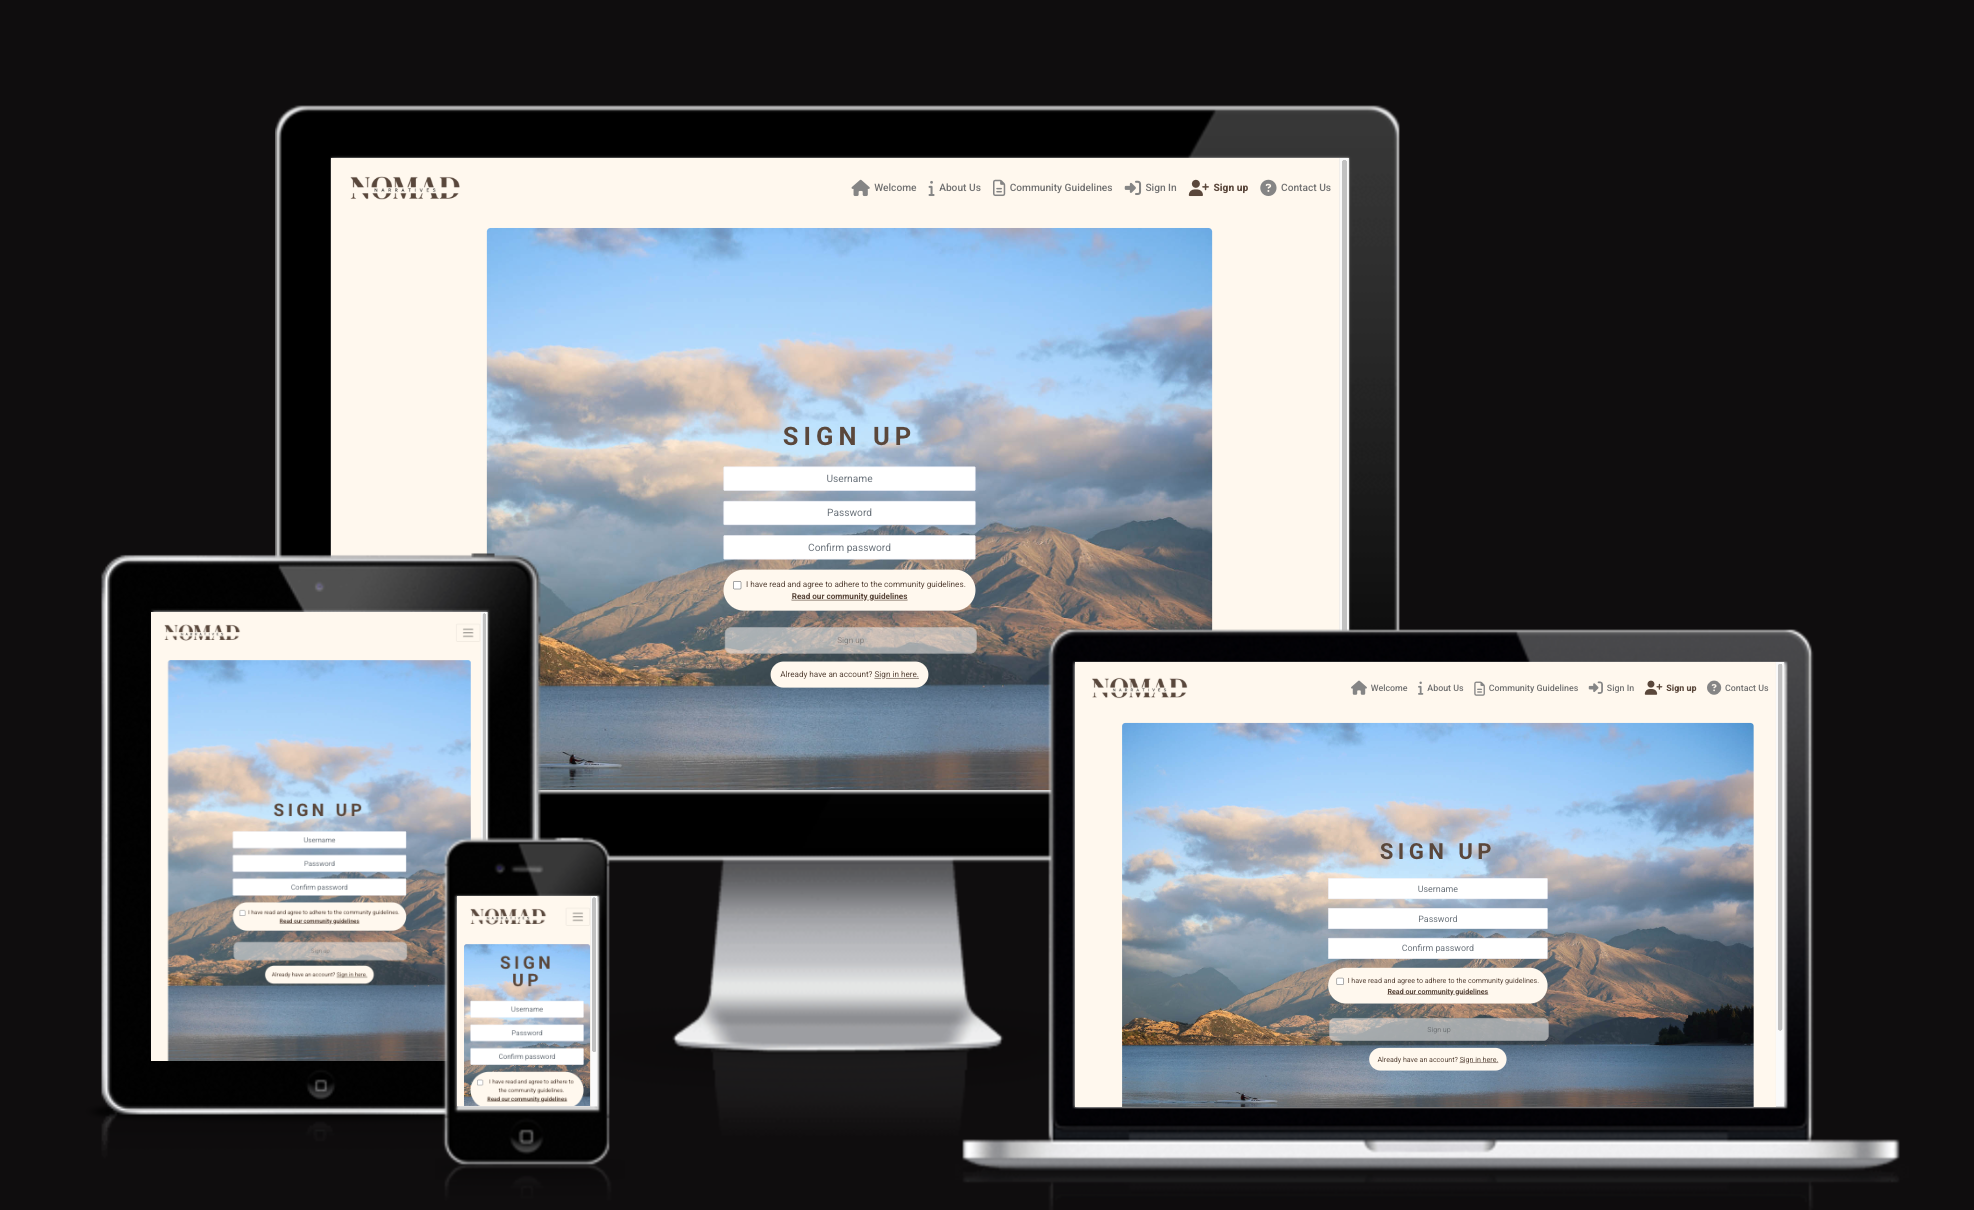 NOMAD
NARRATIVES
Welcome About Us Community Guidelines Sign In Sign up Contact Us
SIGN UP
Username
Password
Confirm password
I have read and agree to adhere to the community guidelines.
Read our community guidelines
Sign up
Already have an account? Sign in here.
NOMAD
NARRATIVES
SIGN UP
Username
Password
Confirm password
I have read and agree to adhere to the community guidelines.
Read our community guidelines
Sign up
Already have an account? Sign in here.
NOMAD
NARRATIVES
SIGN
UP
Username
Password
Confirm password
I have read and agree to adhere to
the community guidelines.
Read our community guidelines
NOMAD
NARRATIVES
Welcome About Us Community Guidelines Sign In Sign up Contact Us
SIGN UP
Username
Password
Confirm password
I have read and agree to adhere to the community guidelines.
Read our community guidelines
Sign up
Already have an account? Sign in here.